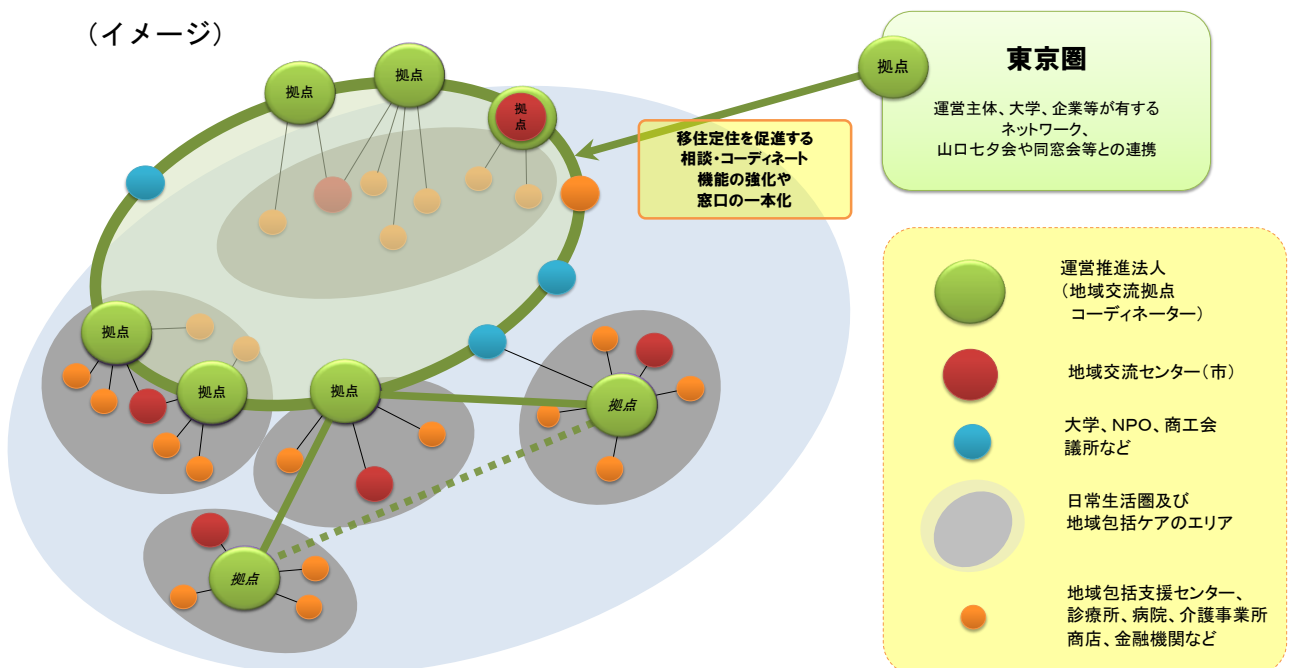 （イメージ）
拠点
拠点
拠
点
拠点
拠点
拠点
拠点
拠点
移住定住を促進する
相談・コーディネート
機能の強化や
窓口の一本化
拠点
東京圏
運営主体、大学、企業等が有する
ネットワーク、
山口七夕会や同窓会等との連携
運営推進法人
（地域交流拠点
コーディネーター）
地域交流センター（市）
大学、NPO、商工会
議所など
日常生活圏及び
地域包括ケアのエリア
地域包括支援センター、
診療所、病院、介護事業所
商店、金融機関など